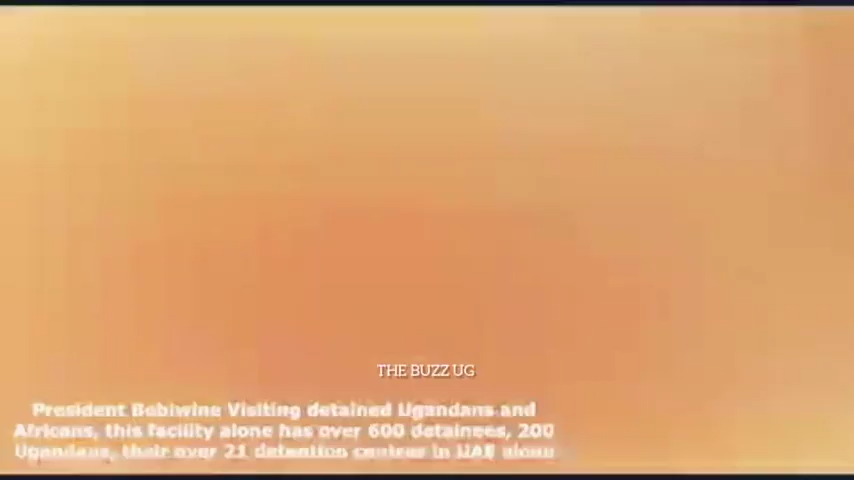 THE BUZZ UG
President Bobiwine Visiting detained Ugandans and
Africans, this facility alone has over 600 detainees, 200
Ugandans, their over 21 detention centres in UAE alone